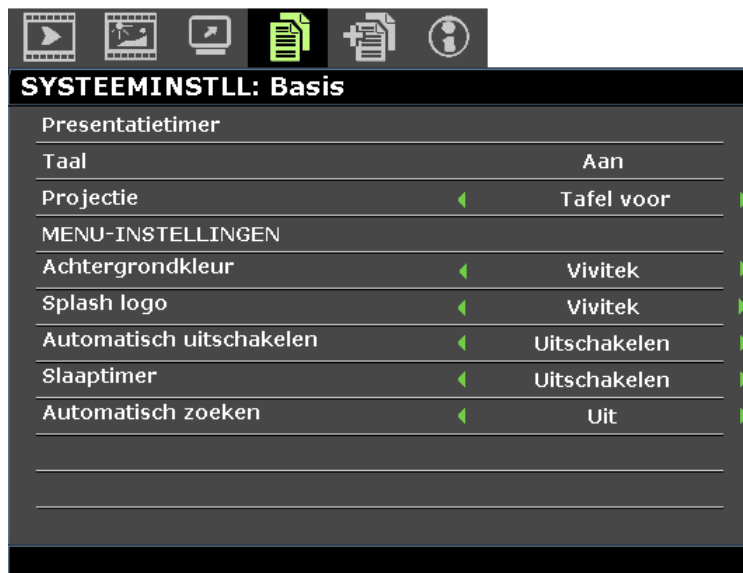 SYSTEEMINSTLL: Basis
Presentatietimer
Taal Aan
Projectie Tafel voor
MENU-INSTELLINGEN
Achtergrondkleur Vivitek
Splash logo Vivitek
Automatisch uitschakelen Uitschakelen
Slaaptimer Uitschakelen
Automatisch zoeken Uit